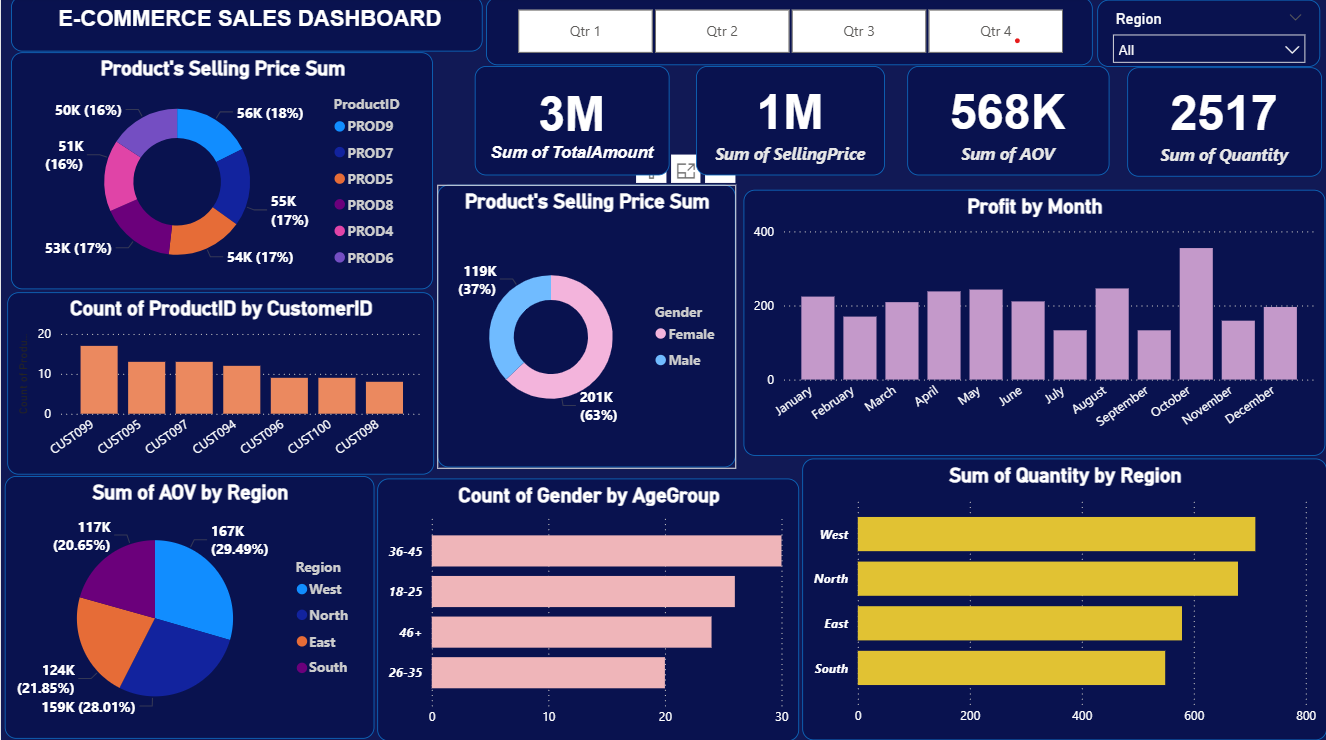 E-COMMERCE SALES DASHBOARD
Qtr 1
Qtr 2
Qtr 3
Qtr 4
Region
All
Product's Selling Price Sum
50K (16%)
56K (18%)
51K
(16%)
55K
(17%)
53K (17%)
54K (17%)
ProductID
PROD9
PROD7
PROD5
PROD8
PROD4
PROD6
3M
Sum of TotalAmount
1M
Sum of SellingPrice
568K
Sum of AOV
2517
Sum of Quantity
Product's Selling Price Sum
119K
(37%)
201K
(63%)
Gender
Female
Male
Profit by Month
400
200
0
January
February
March
April
May
June
July
August
September
October
November
December
Count of ProductID by CustomerID
Count of Produ...
20
10
0
CUST099
CUST095
CUST097
CUST094
CUST096
CUST100
CUST098
Sum of AOV by Region
117K
(20.65%)
167K
(29.49%)
124K
(21.85%)
159K (28.01%)
Region
West
North
East
South
Count of Gender by AgeGroup
36-45
18-25
46+
26-35
0
10
20
30
Sum of Quantity by Region
West
North
East
South
0
200
400
600
800